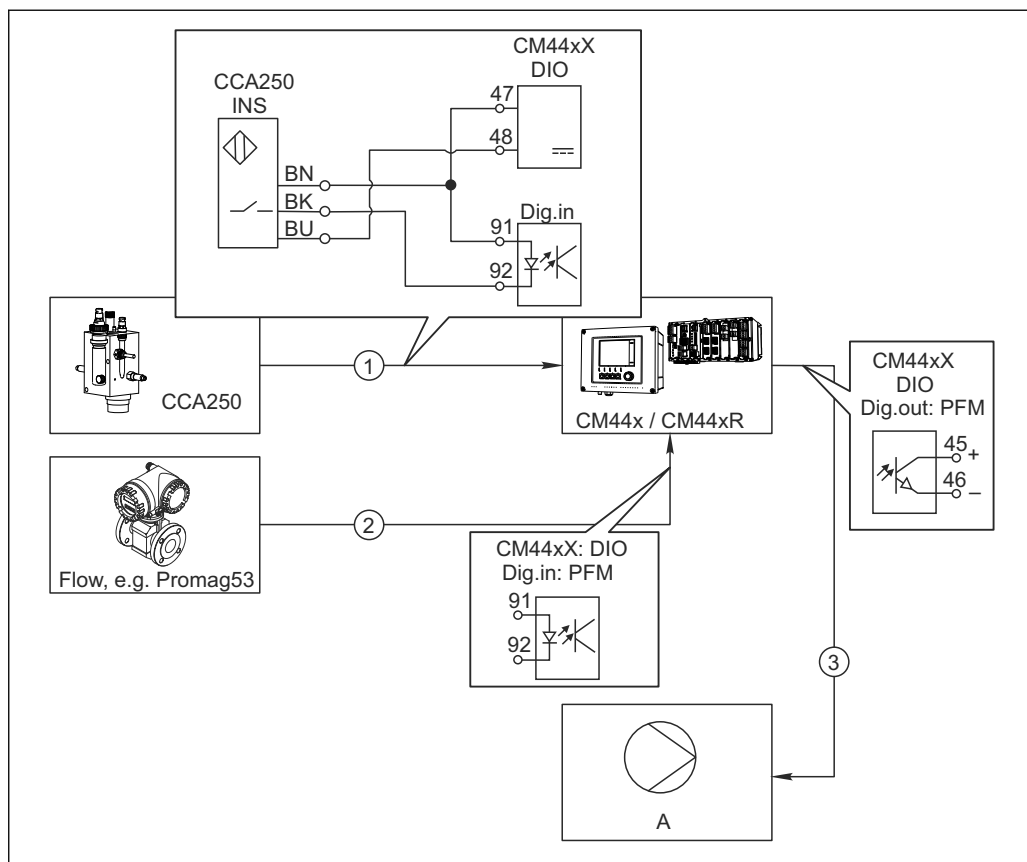 CM44xX
DIO
CCA250
INS
47
48
BN
BK
BU
Dig.in
91
92
1
CCA250
CM44x / CM44xR
CM44xX
DIO
Dig.out: PFM
45 +
46 –
2
Flow, e.g. Promag53
CM44xX: DIO
Dig.in: PFM
91
92
3
A